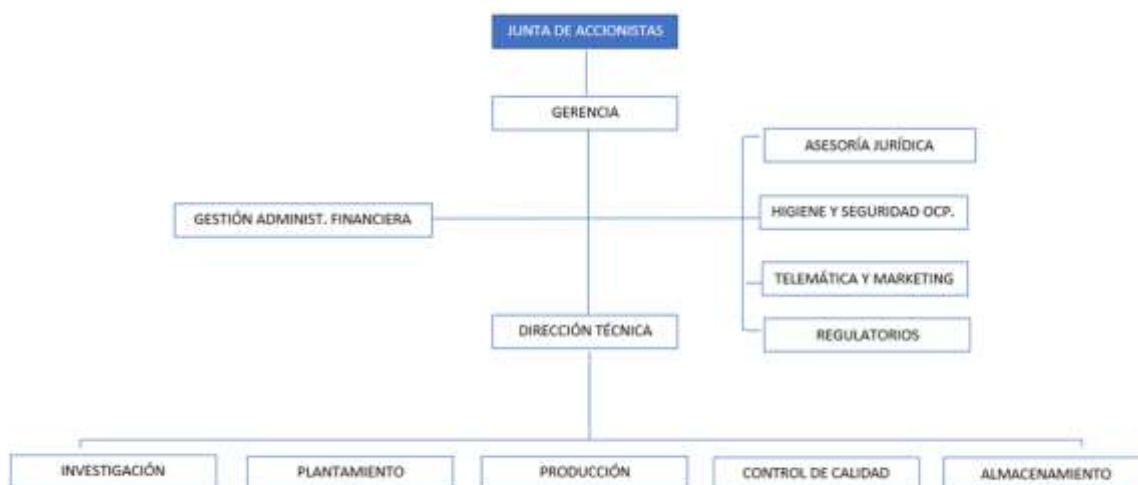 JUNTA DE ACCIONISTAS
GERENCIA
ASESORÍA JURÍDICA
GESTIÓN ADMINIST. FINANCIERA
HIGIENE Y SEGURIDAD OCP.
TELEMÁTICA Y MARKETING
DIRECCIÓN TÉCNICA
REGULATORIOS
INVESTIGACIÓN
PLANTAMIENTO
PRODUCCIÓN
CONTROL DE CALIDAD
ALMACENAMIENTO